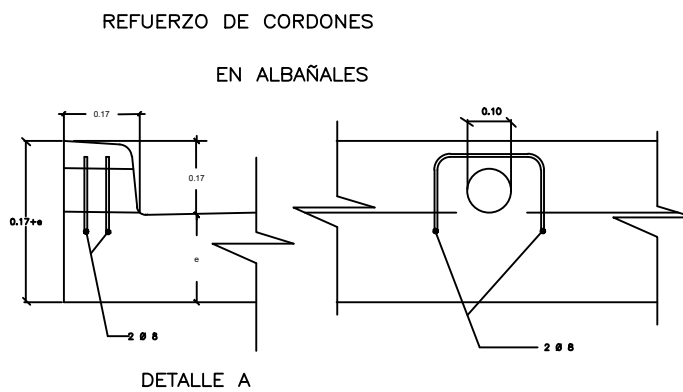 REFUERZO DE CORDONES
EN ALBAÑALES
0.17
0.10
0.17
0.17+e
e
2 Ø 8
2 Ø 8
DETALLE A